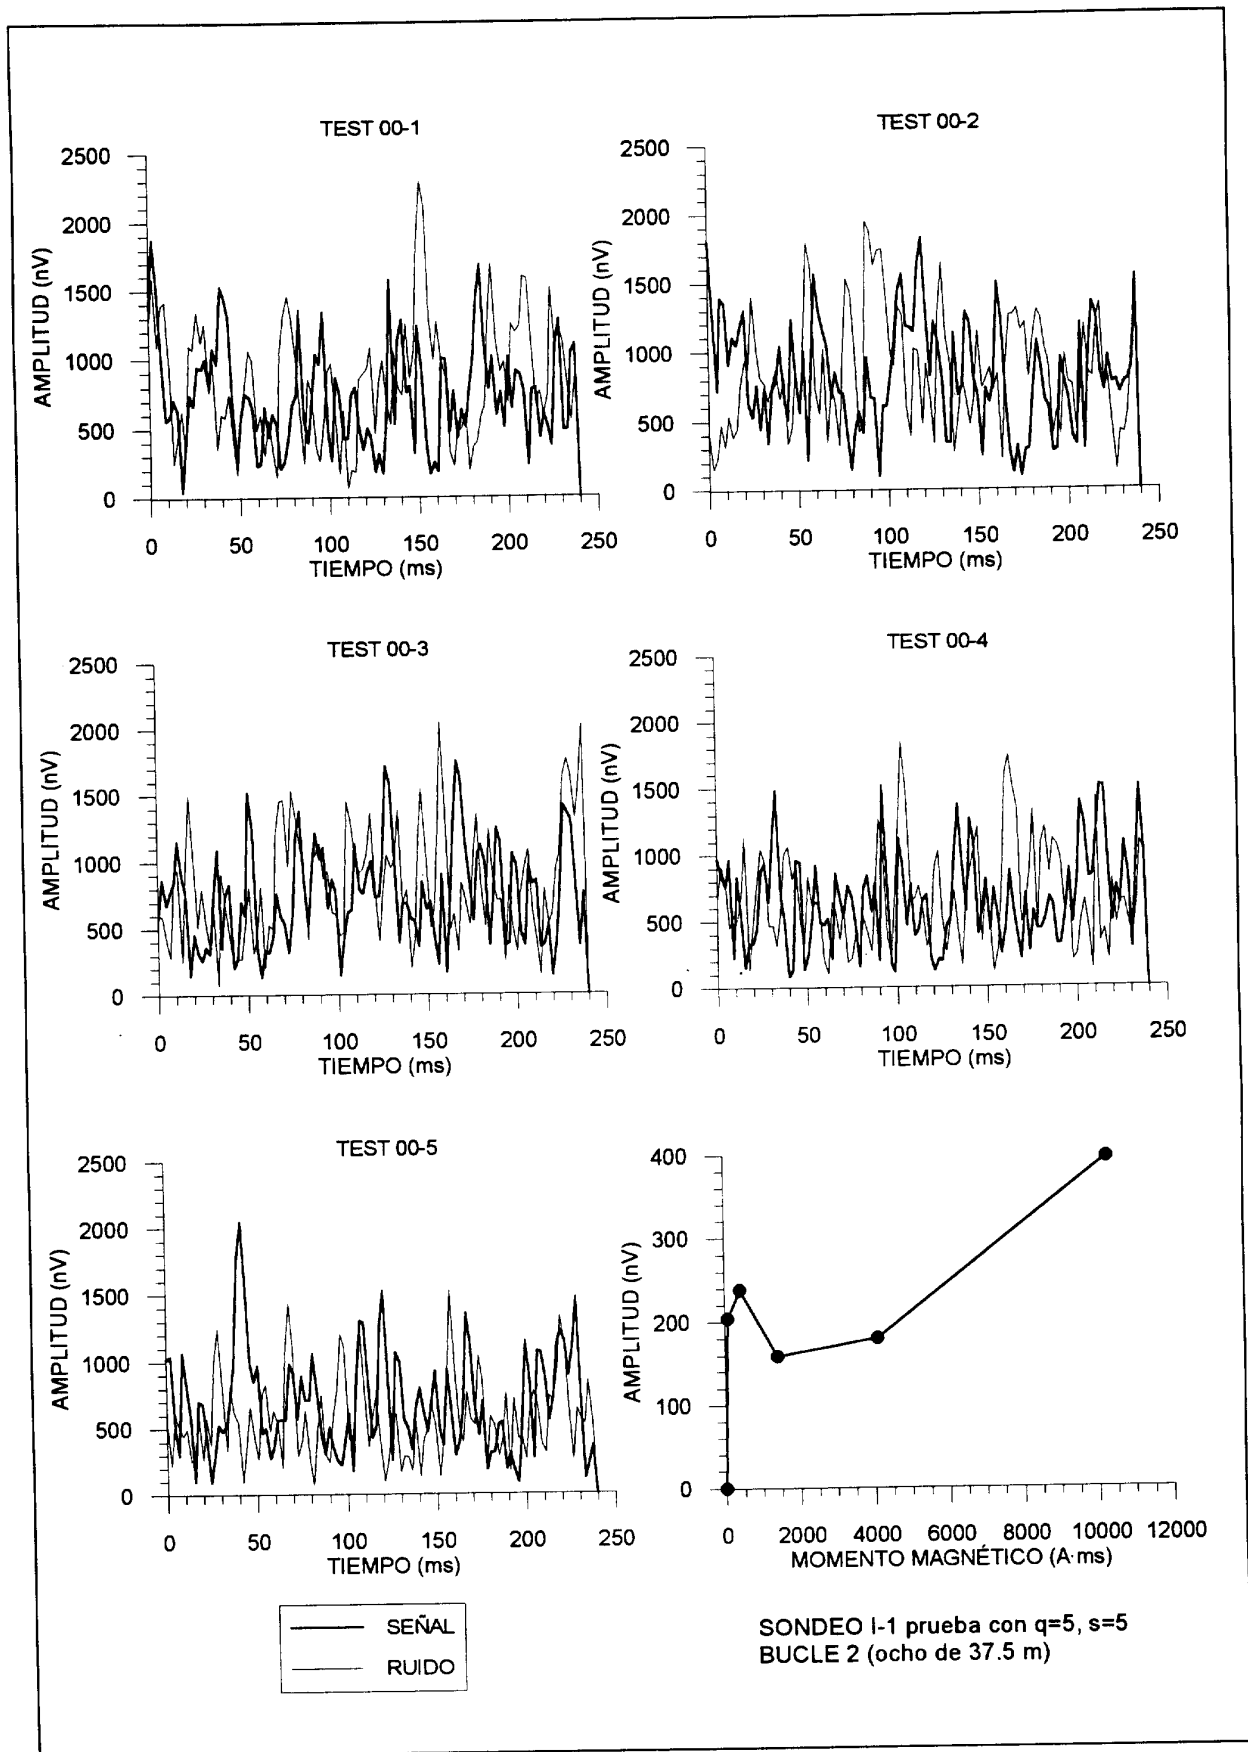 TEST 00-1
AMPLITUD (nV)
2500
2000
1500
1000
500
0
0 50 100 150 200 250
TIEMPO (ms)
TEST 00-2
AMPLITUD (nV)
2500
2000
1500
1000
500
0
0 50 100 150 200 250
TIEMPO (ms)
TEST 00-3
AMPLITUD (nV)
2500
2000
1500
1000
500
0
0 50 100 150 200 250
TIEMPO (ms)
TEST 00-4
AMPLITUD (nV)
2500
2000
1500
1000
500
0
0 50 100 150 200 250
TIEMPO (ms)
TEST 00-5
AMPLITUD (nV)
2500
2000
1500
1000
500
0
0 50 100 150 200 250
TIEMPO (ms)
AMPLITUD (nV)
400
300
200
100
0
0 2000 4000 6000 8000 10000 12000
MOMENTO MAGNÉTICO (A·ms)
SEÑAL
RUIDO
SONDEO I-1 prueba con q=5, s=5
BUCLE 2 (ocho de 37.5 m)